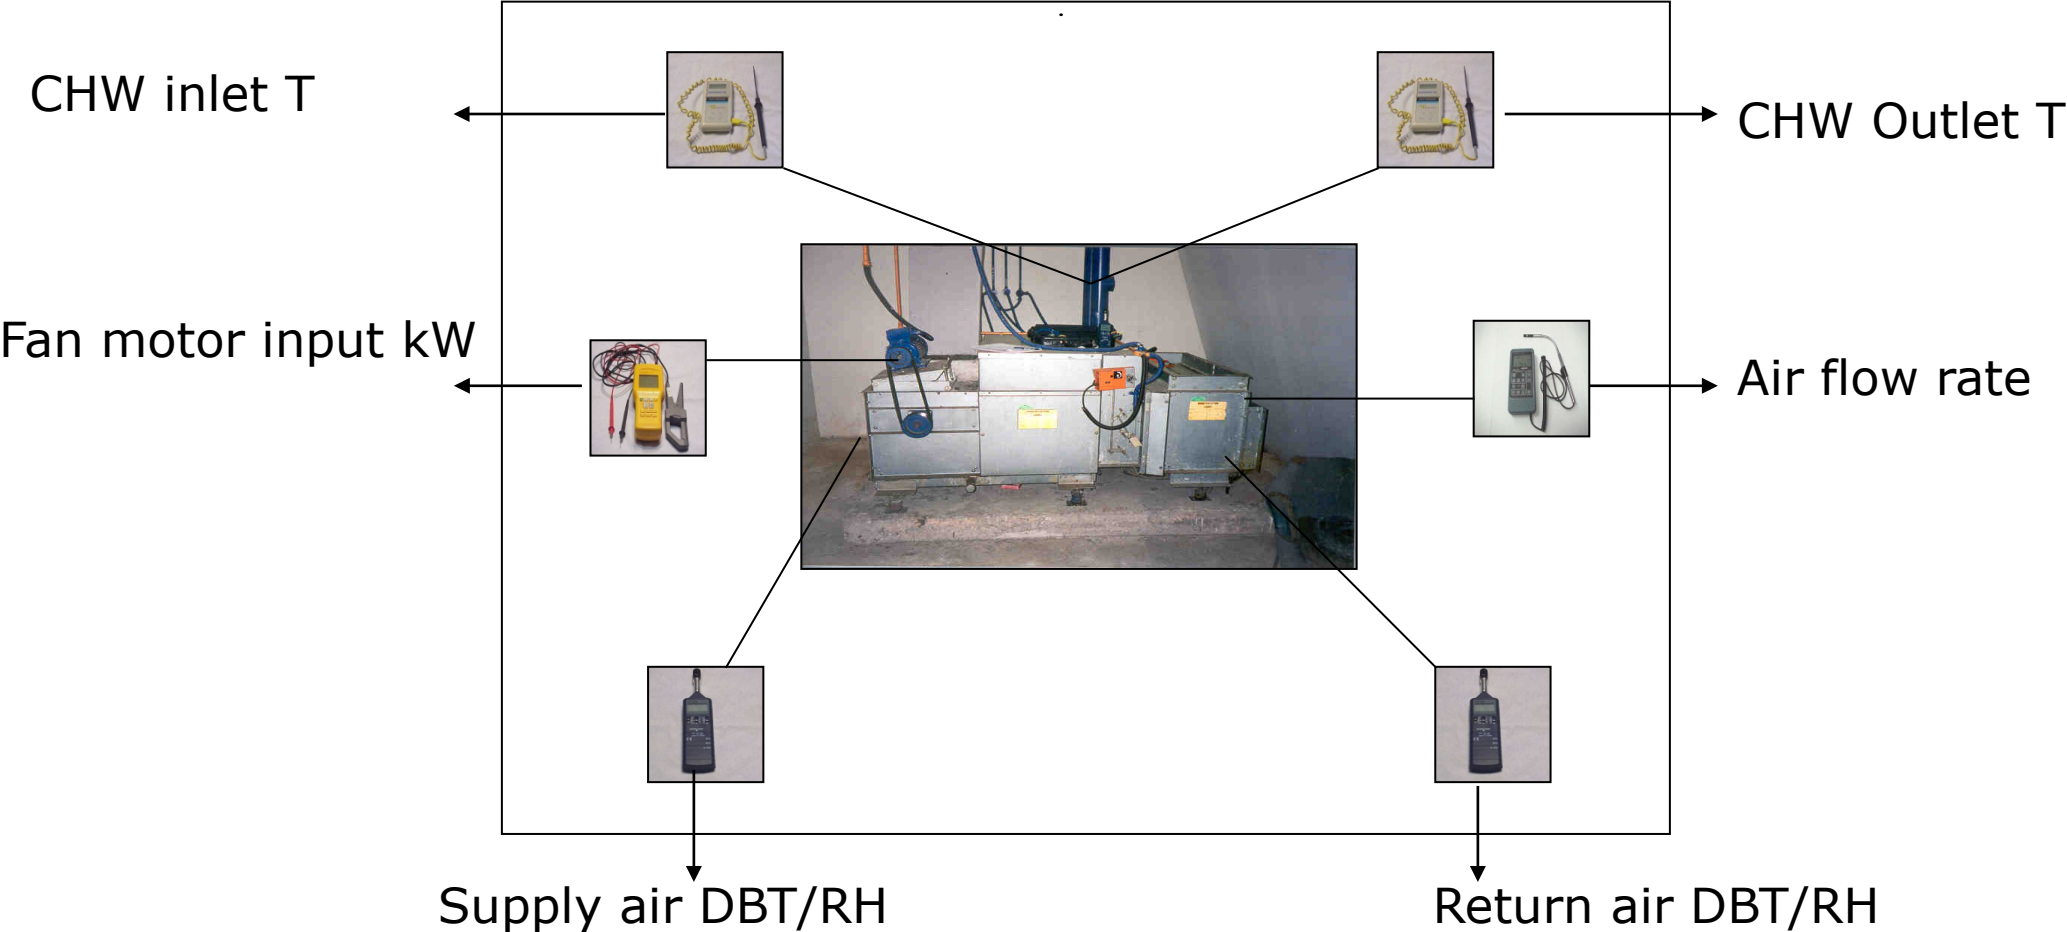 CHW inlet T
CHW Outlet T
Fan motor input kW
Air flow rate
Supply air DBT/RH
Return air DBT/RH